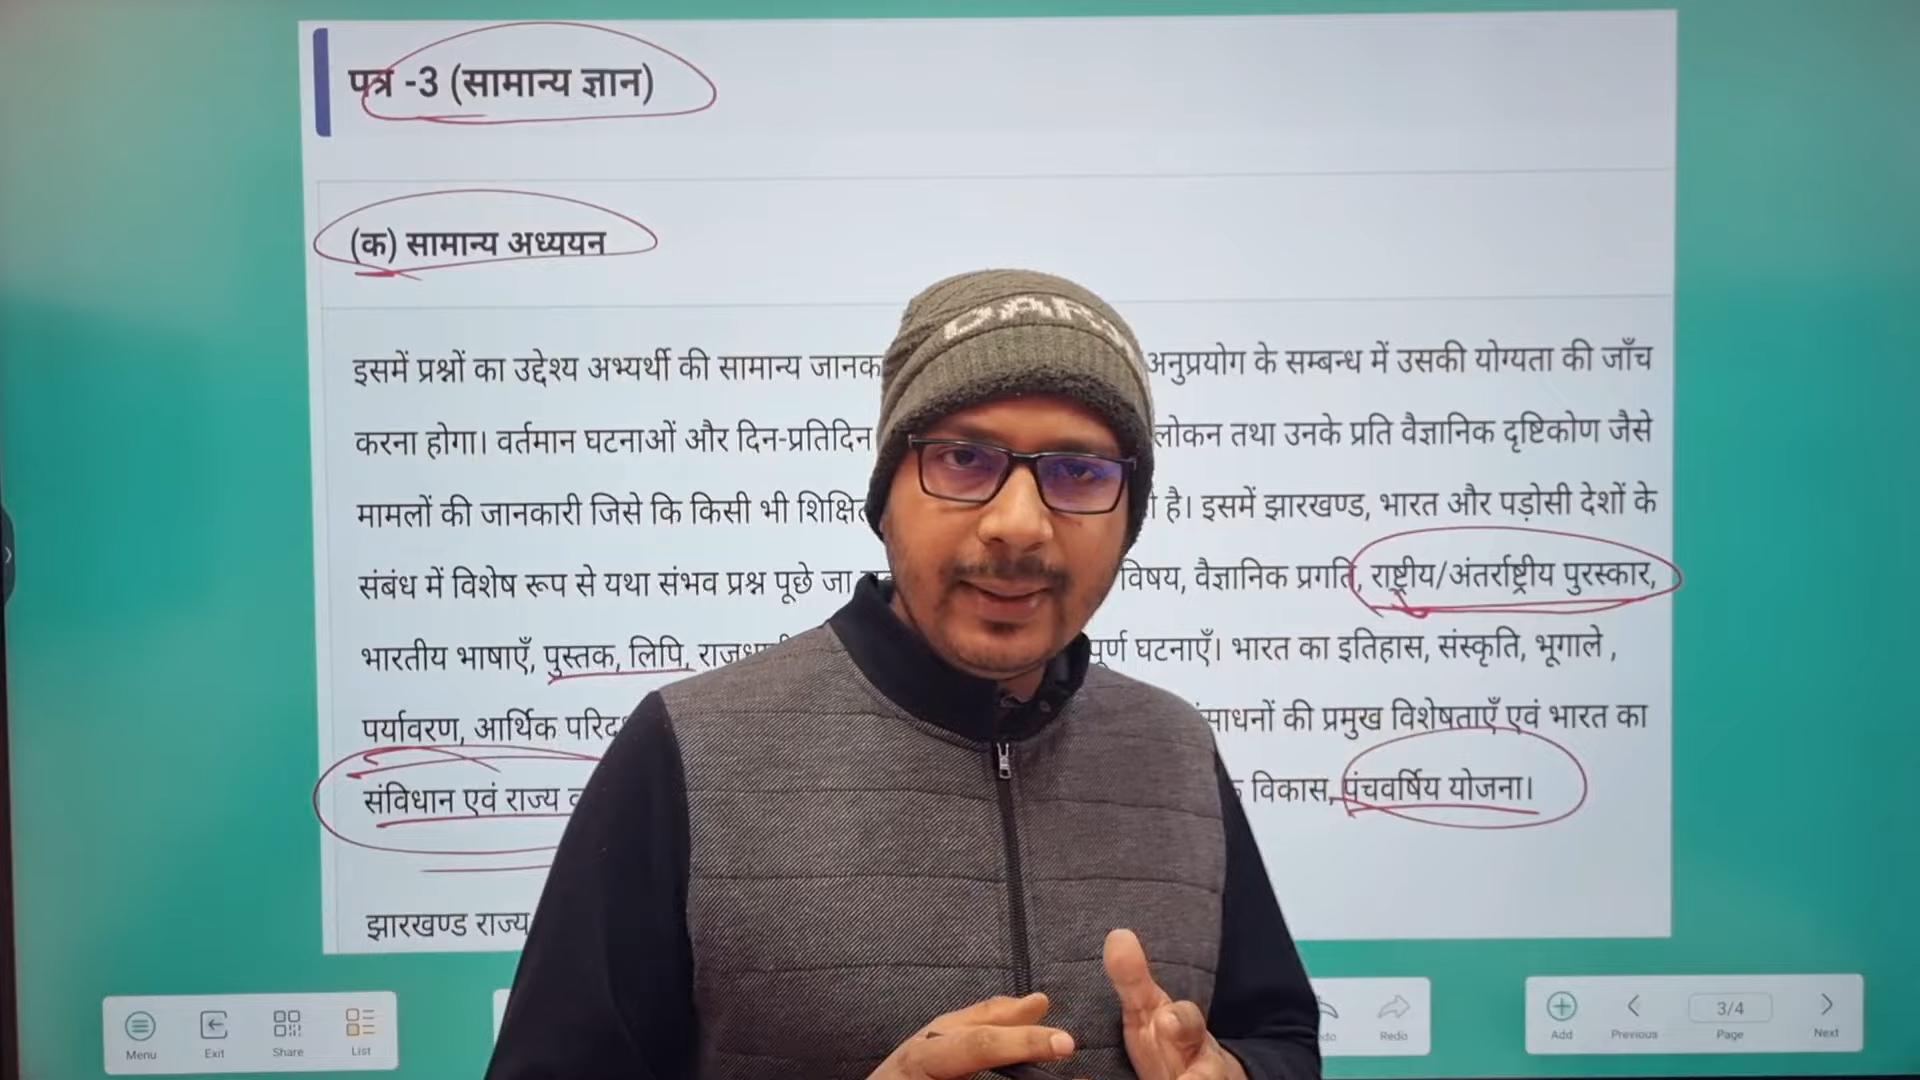 पत्र -3 (सामान्य ज्ञान)
(क) सामान्य अध्ययन
इसमें प्रश्नों का उद्देश्य अभ्यर्थी की सामान्य अनुप्रयोग के सम्बन्ध में उसकी योग्यता की जाँच
करना होगा। वर्तमान घटनाओं और दिन-प्रतिदिन तथा उनके प्रति वैज्ञानिक दृष्टिकोण जैसे
मामलों की जानकारी जिसे कि किसी भी है। इसमें झारखण्ड, भारत और पड़ोसी देशों के
संबंध में विशेष रूप से यथा संभव प्रश्न पूछे जा विषय, वैज्ञानिक प्रगति, राष्ट्रीय/अंतर्राष्ट्रीय पुरस्कार,
भारतीय भाषाएँ, पुस्तक, लिपि, घटनाएँ। भारत का इतिहास, संस्कृति, भूगाले ,
पर्यावरण, आर्थिक की प्रमुख विशेषताएँ एवं भारत का
संविधान एवं राज्य विकास, पंचवर्षिय योजना।
झारखण्ड राज्य
Menu Exit Share List Redo Add Previous 3/4 Page Next